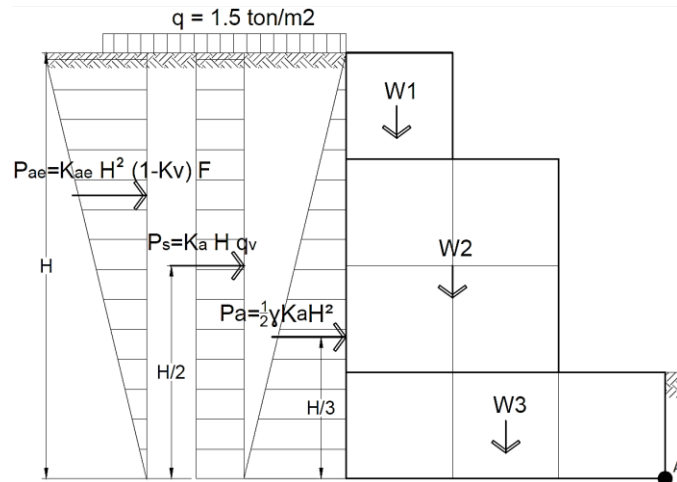 q = 1.5 ton/m2
W1
Pae=Kae H² (1-Kv) F
Ps=Ka H qv
W2
H
Pa=½γKaH²
H/2
H/3
W3
A